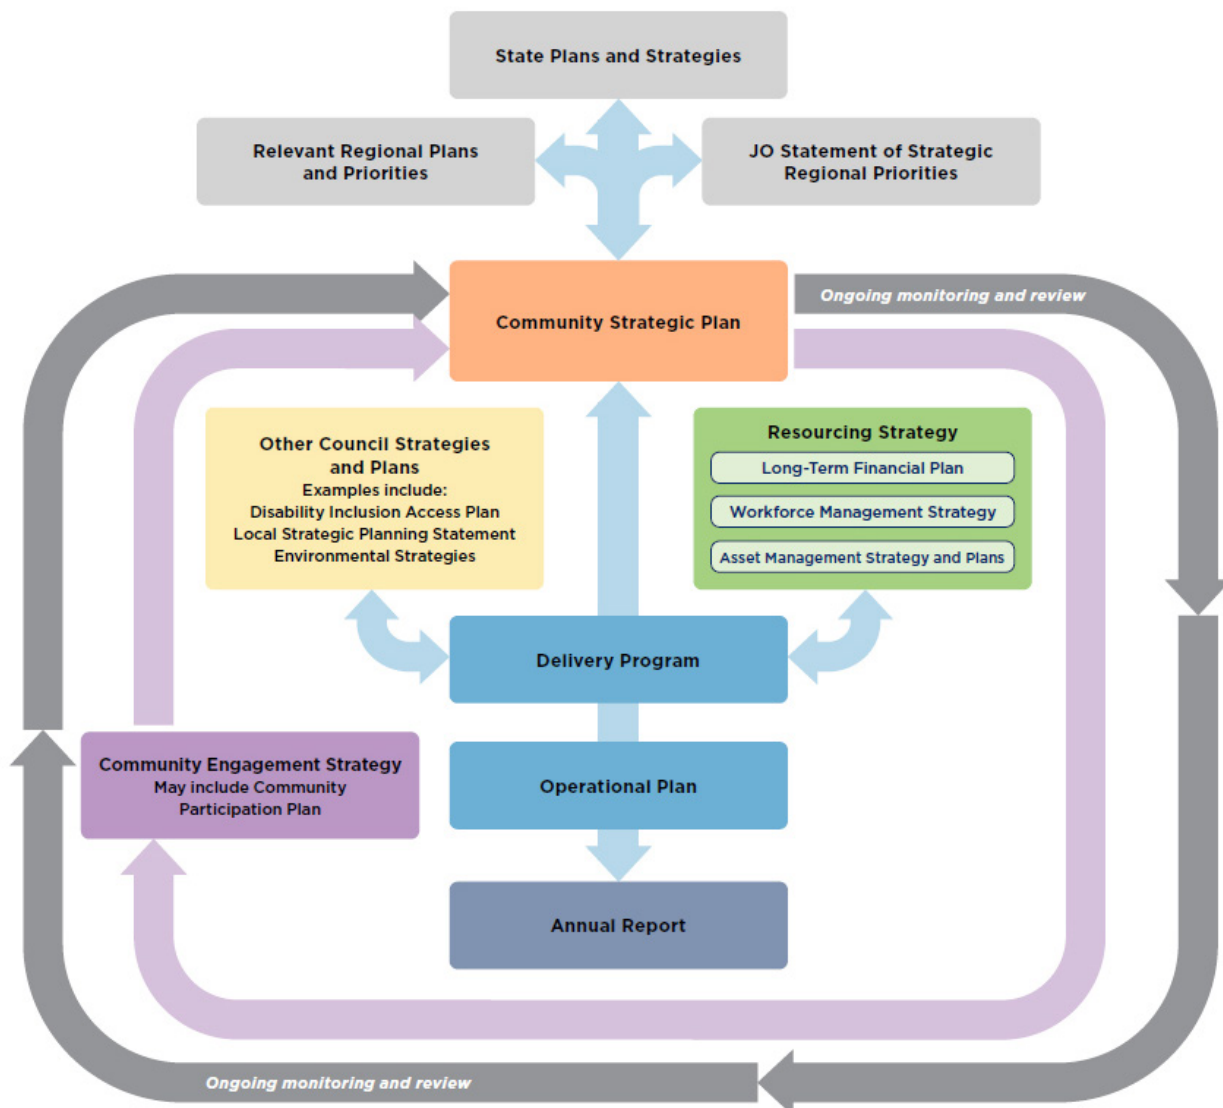 State Plans and Strategies
Relevant Regional Plans
and Priorities
JO Statement of Strategic
Regional Priorities
Ongoing monitoring and review
Community Strategic Plan
Other Council Strategies
and Plans
Examples include:
Disability Inclusion Access Plan
Local Strategic Planning Statement
Environmental Strategies
Resourcing Strategy
Long-Term Financial Plan
Workforce Management Strategy
Asset Management Strategy and Plans
Delivery Program
Community Engagement Strategy
May include Community
Participation Plan
Operational Plan
Annual Report
Ongoing monitoring and review